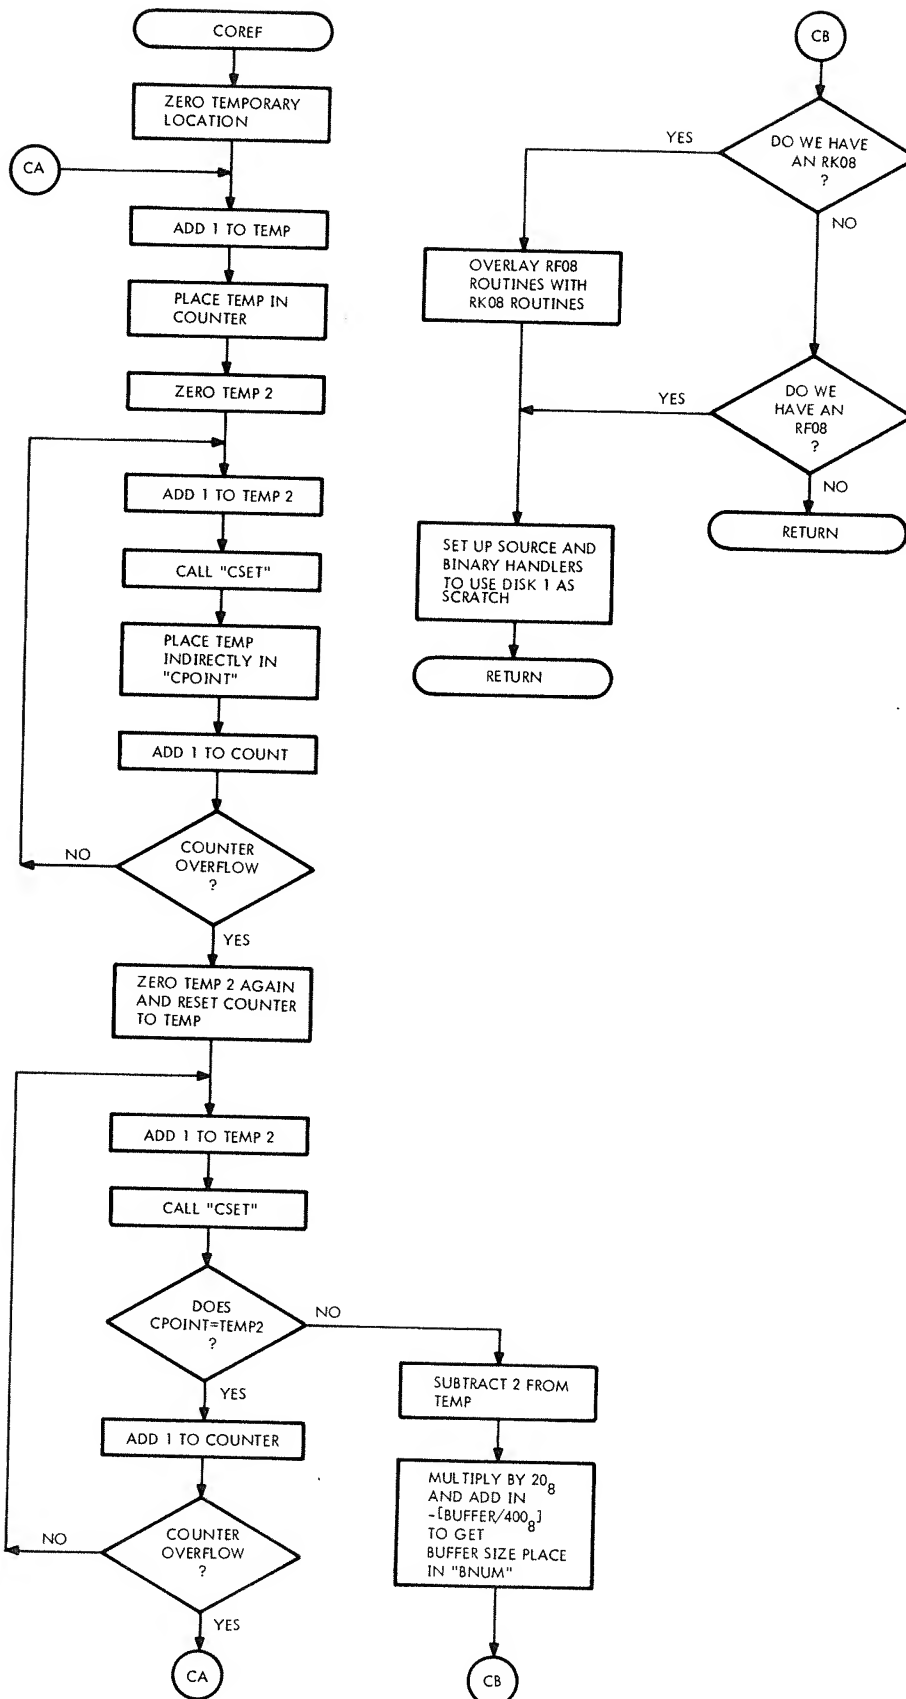 COREF
ZERO TEMPORARY
LOCATION
CA
ADD 1 TO TEMP
PLACE TEMP IN
COUNTER
ZERO TEMP 2
ADD 1 TO TEMP 2
CALL "CSET"
PLACE TEMP
INDIRECTLY IN
"CPOINT"
ADD 1 TO COUNT
COUNTER
OVERFLOW
?
NO
YES
ZERO TEMP 2 AGAIN
AND RESET COUNTER
TO TEMP
ADD 1 TO TEMP 2
CALL "CSET"
DOES
CPOINT=TEMP2
?
NO
YES
ADD 1 TO COUNTER
COUNTER
OVERFLOW
?
NO
YES
CA
SUBTRACT 2 FROM
TEMP
MULTIPLY BY 20₈
AND ADD IN
-[BUFFER/400₈]
TO GET
BUFFER SIZE PLACE
IN "BNUM"
CB
CB
DO WE HAVE
AN RK08
?
YES
NO
OVERLAY RF08
ROUTINES WITH
RK08 ROUTINES
DO WE
HAVE AN
RF08
?
YES
NO
RETURN
SET UP SOURCE AND
BINARY HANDLERS
TO USE DISK 1 AS
SCRATCH
RETURN